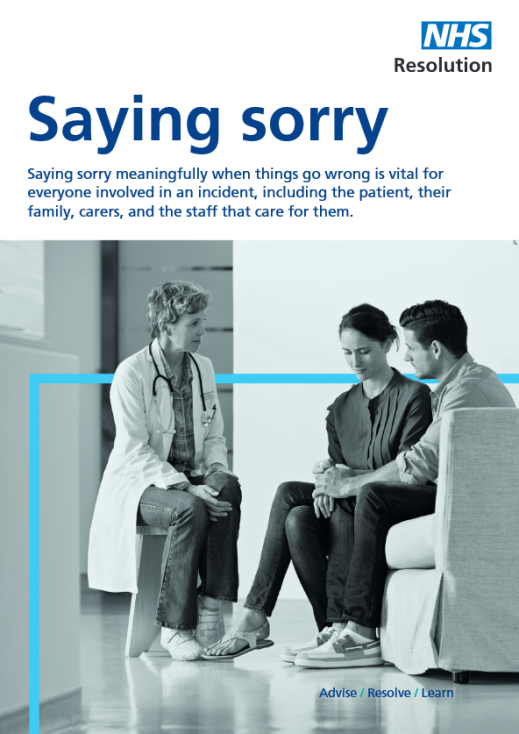 NHS
Resolution
Saying sorry
Saying sorry meaningfully when things go wrong is vital for
everyone involved in an incident, including the patient, their
family, carers, and the staff that care for them.
Advise / Resolve / Learn